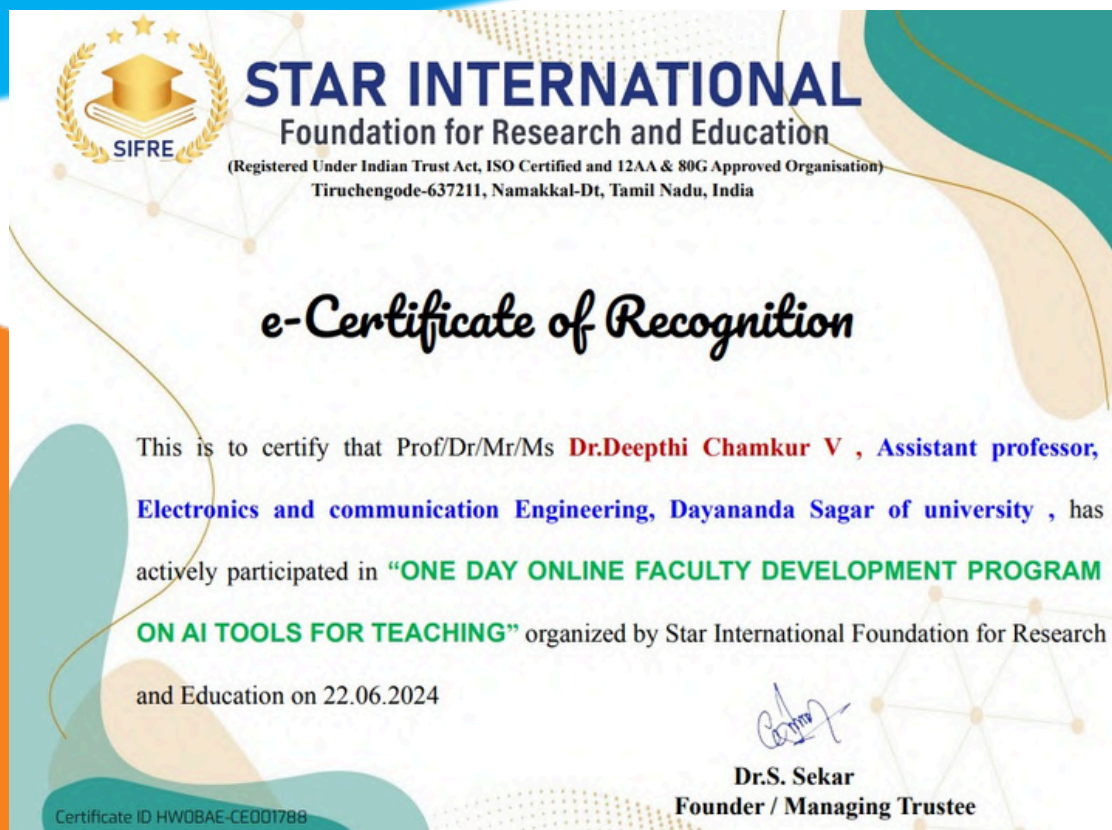 SIFRE
STAR INTERNATIONAL
Foundation for Research and Education
(Registered Under Indian Trust Act, ISO Certified and 12AA & 80G Approved Organisation)
Tiruchengode-637211, Namakkal-Dt, Tamil Nadu, India
e-Certificate of Recognition
This is to certify that Prof/Dr/Mr/Ms Dr.Deepthi Chamkur V , Assistant professor,
Electronics and communication Engineering, Dayananda Sagar of university , has
actively participated in “ONE DAY ONLINE FACULTY DEVELOPMENT PROGRAM
ON AI TOOLS FOR TEACHING” organized by Star International Foundation for Research
and Education on 22.06.2024
Dr.S. Sekar
Founder / Managing Trustee
Certificate ID HW0BAE-CE001788